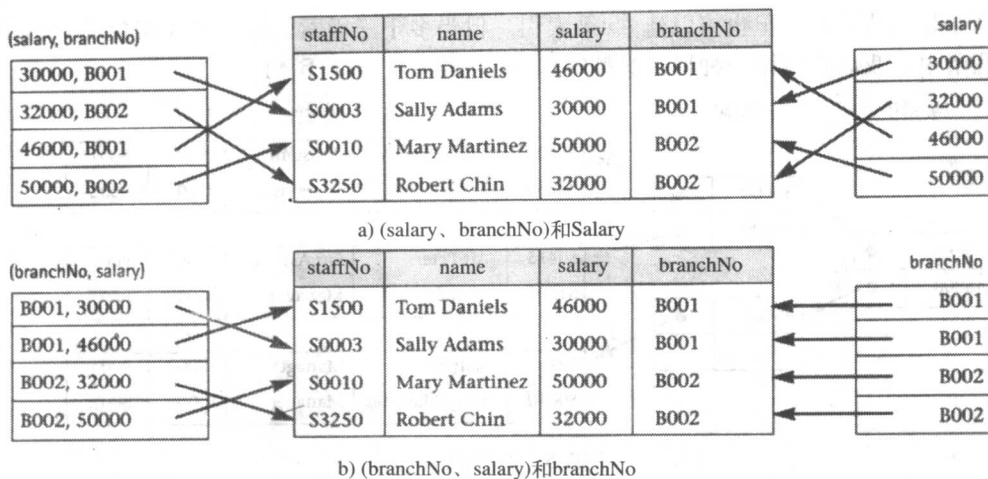 (salary, branchNo)
staffNo name salary branchNo
salary
30000, B001
32000, B002
46000, B001
50000, B002
S1500 Tom Daniels 46000 B001
S0003 Sally Adams 30000 B001
S0010 Mary Martinez 50000 B002
S3250 Robert Chin 32000 B002
30000
32000
46000
50000
a) (salary、branchNo)和Salary
(branchNo, salary)
staffNo name salary branchNo
branchNo
B001, 30000
B001, 46000
B002, 32000
B002, 50000
S1500 Tom Daniels 46000 B001
S0003 Sally Adams 30000 B001
S0010 Mary Martinez 50000 B002
S3250 Robert Chin 32000 B002
B001
B001
B002
B002
b) (branchNo、salary)和branchNo